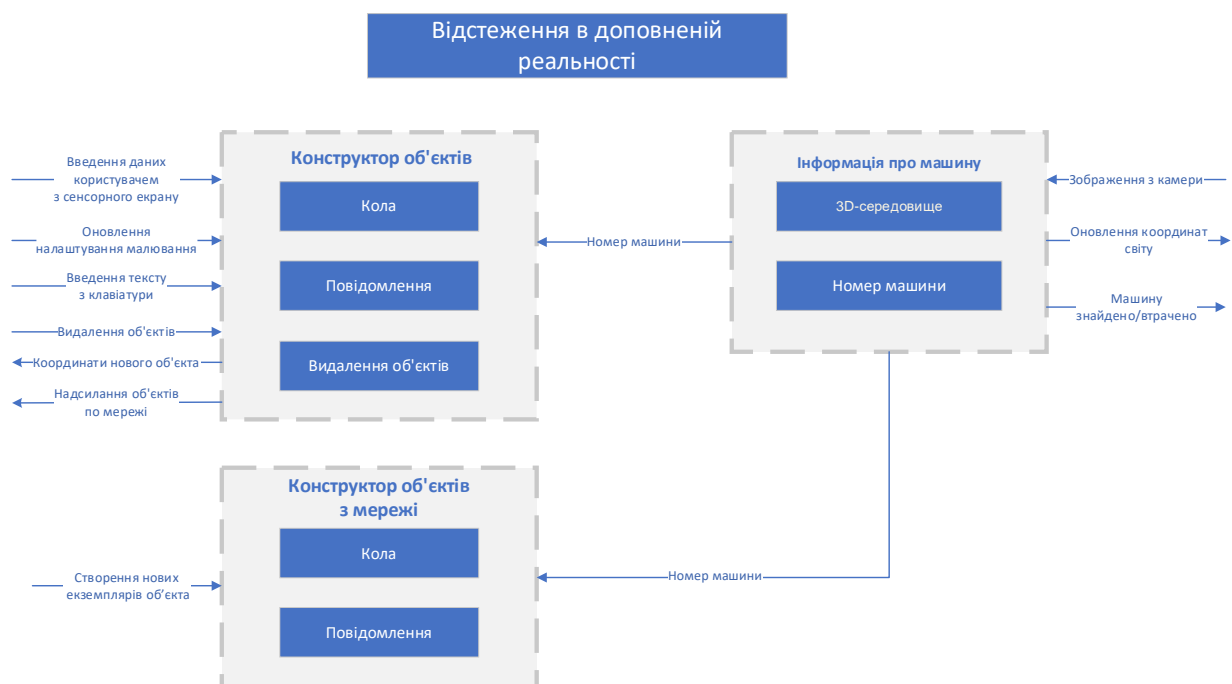 Відстеження в доповненій
реальності
Введення даних
користувачем
з сенсорного екрану
Оновлення
налаштування малювання
Введення тексту
з клавіатури
Видалення об'єктів
Координати нового об'єкта
Надсилання об'єктів
по мережі
Конструктор об'єктів
Кола
Повідомлення
Видалення об'єктів
Номер машини
Інформація про машину
3D-середовище
Номер машини
Зображення з камери
Оновлення координат
світу
Машину
знайдено/втрачено
Створення нових
екземплярів об'єкта
Конструктор об'єктів
з мережі
Кола
Повідомлення
Номер машини